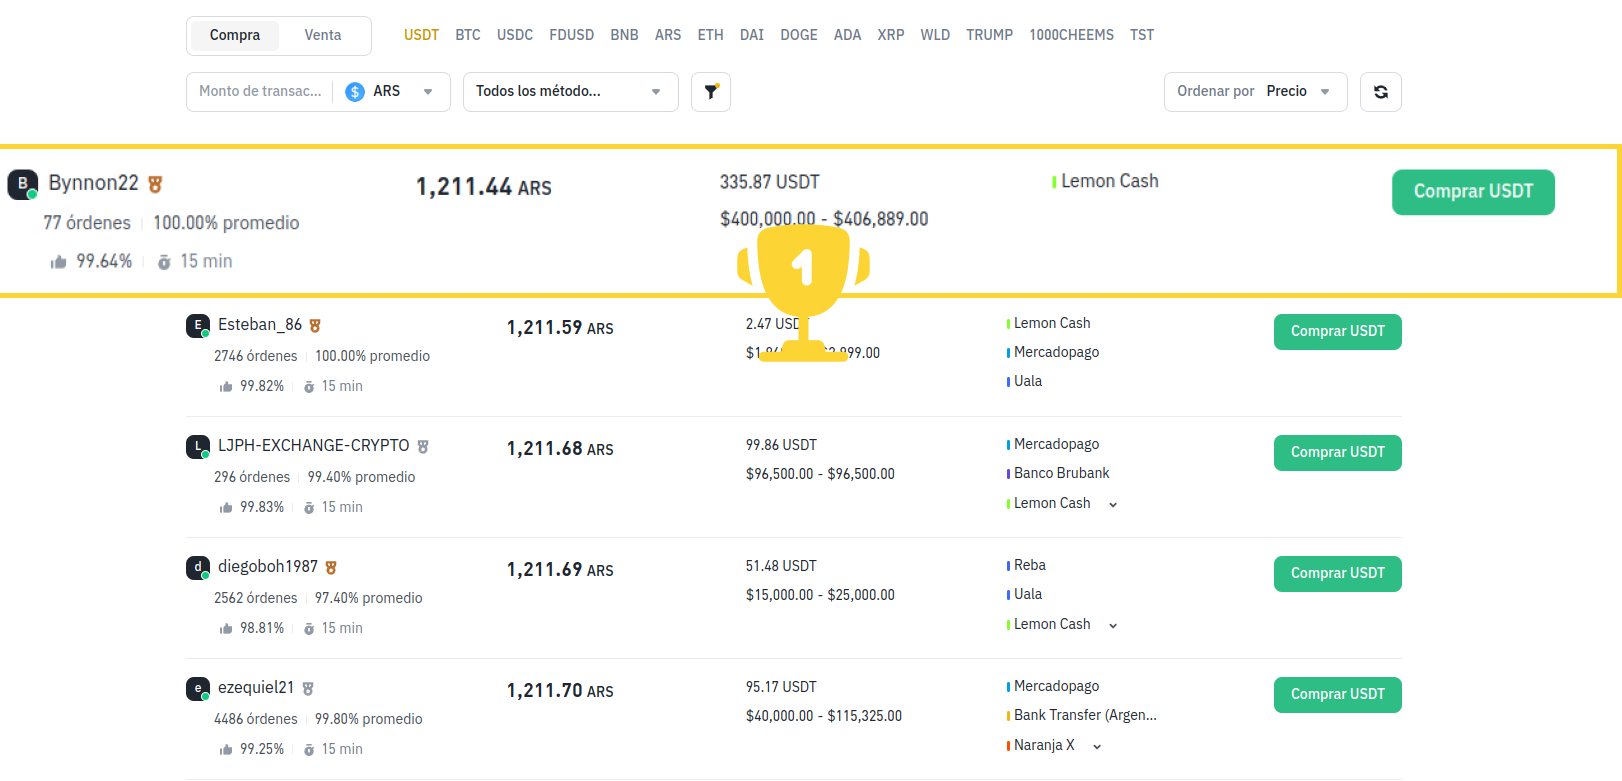 Compra Venta USDT BTC USDC FDUSD BNB ARS ETH DAI DOGE ADA XRP WLD TRUMP 1000CHEEMS TST
Monto de transac... $ ARS Todos los método... Ordenar por Precio
B Bynnon22 1,211.44 ARS 335.87 USDT Lemon Cash Comprar USDT
77 órdenes 100.00% promedio $400,000.00 - $406,889.00
99.64% 15 min
1
E Esteban_86 1,211.59 ARS 2.47 USDT Lemon Cash Comprar USDT
2746 órdenes 100.00% promedio Mercadopago
99.82% 15 min Uala
L LJPH-EXCHANGE-CRYPTO 1,211.68 ARS 99.86 USDT Mercadopago Comprar USDT
296 órdenes 99.40% promedio $96,500.00 - $96,500.00 Banco Brubank
99.83% 15 min Lemon Cash
d diegoboh1987 1,211.69 ARS 51.48 USDT Reba Comprar USDT
2562 órdenes 97.40% promedio $15,000.00 - $25,000.00 Uala
98.81% 15 min Lemon Cash
e ezequiel21 1,211.70 ARS 95.17 USDT Mercadopago Comprar USDT
4486 órdenes 99.80% promedio $40,000.00 - $115,325.00 Bank Transfer (Argen...
99.25% 15 min Naranja X